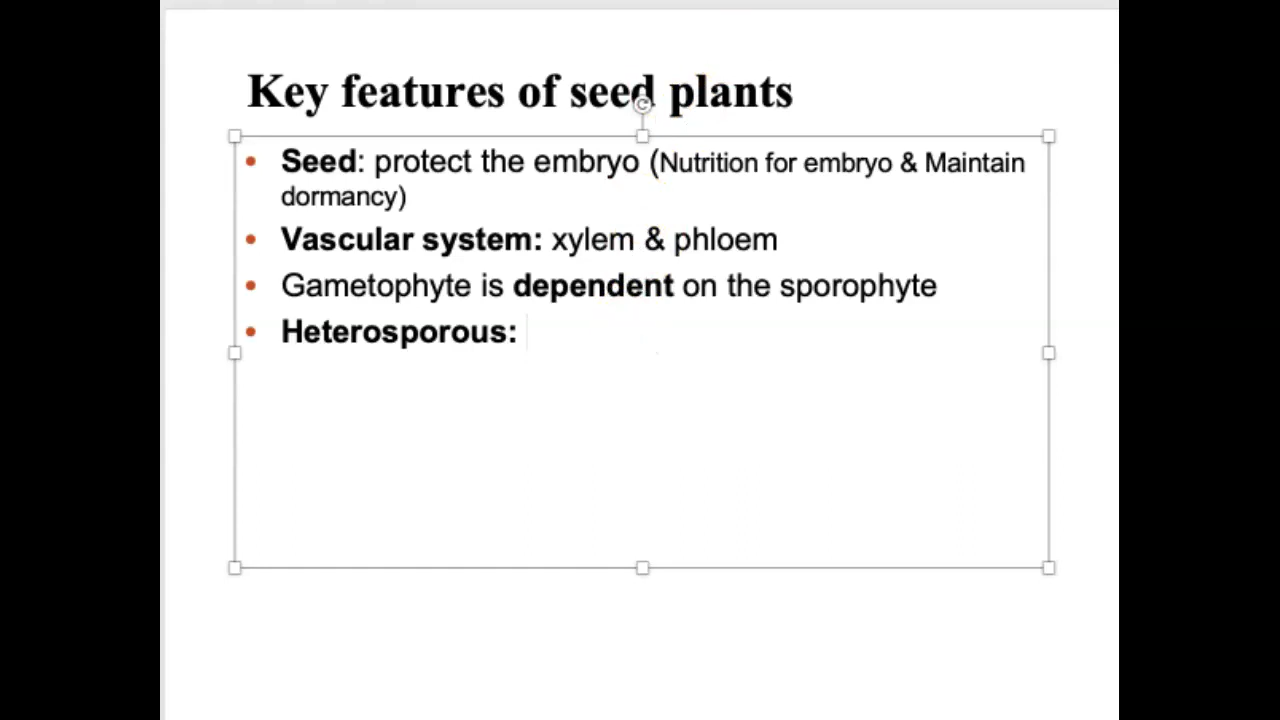 Key features of seed plants
• Seed: protect the embryo (Nutrition for embryo & Maintain
dormancy)
• Vascular system: xylem & phloem
• Gametophyte is dependent on the sporophyte
• Heterosporous: